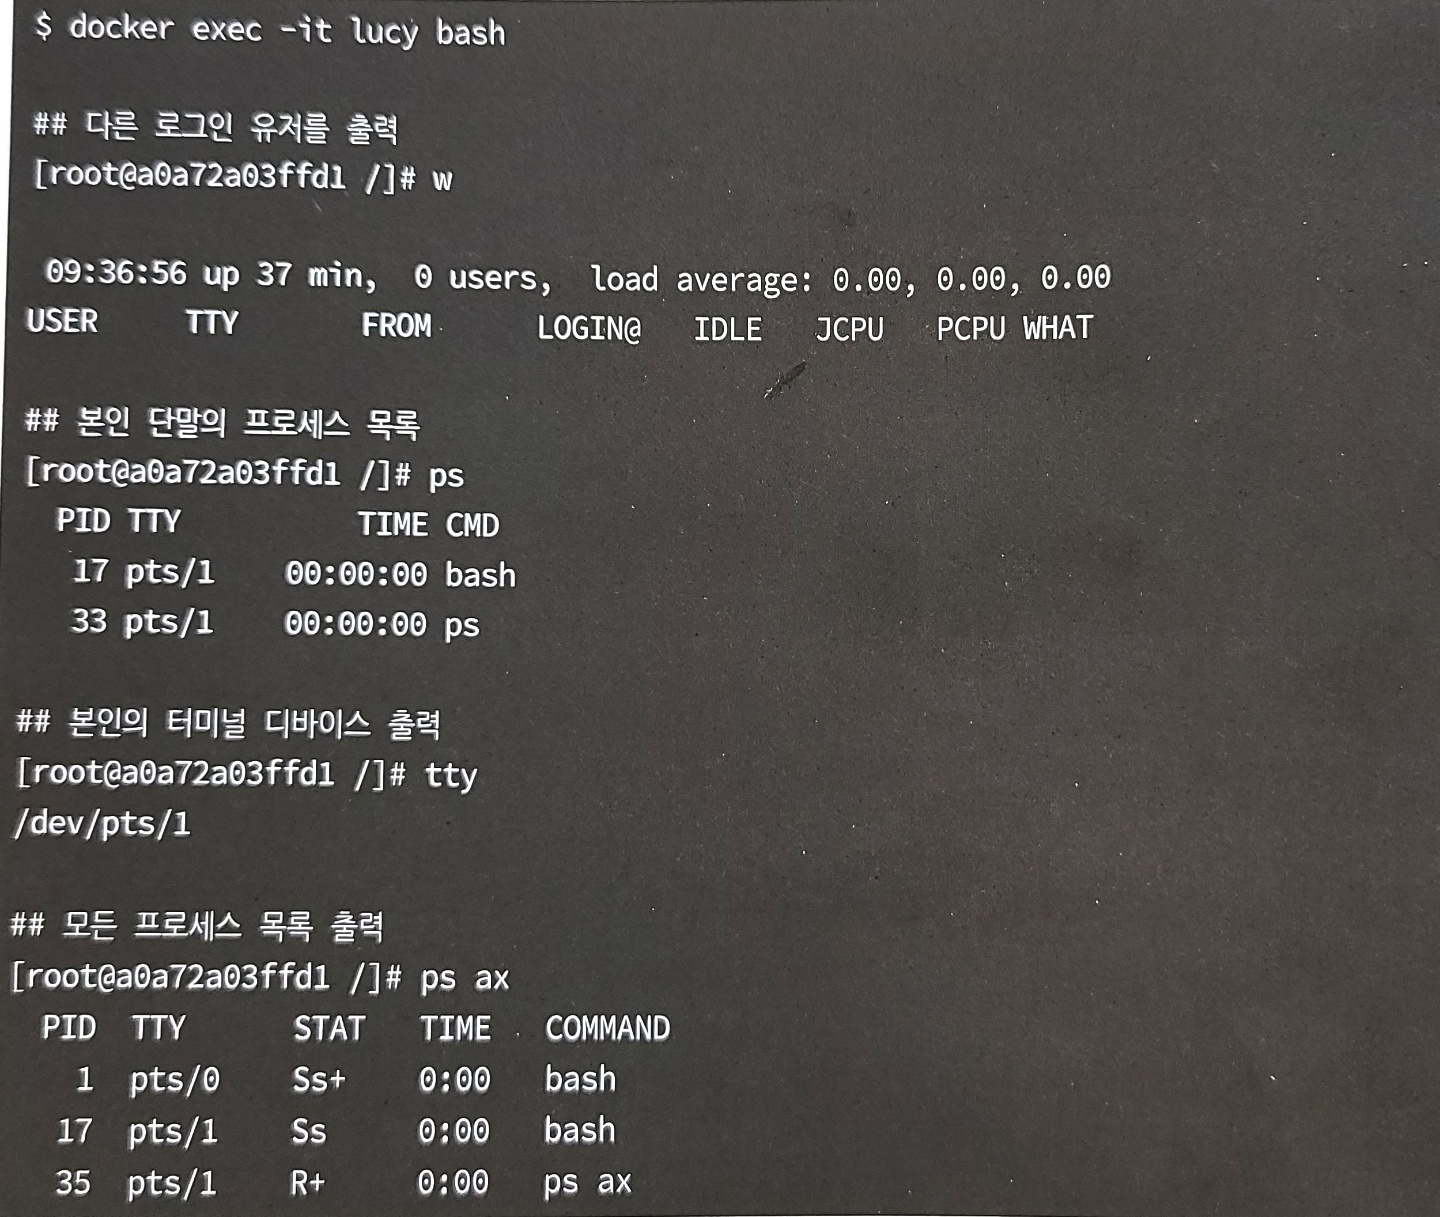 $ docker exec -it lucy bash
## 다른 로그인 유저를 출력
[root@a0a72a03ffd1 /]# w
09:36:56 up 37 min,  0 users,  load average: 0.00, 0.00, 0.00
USER     TTY       FROM      LOGIN@   IDLE   JCPU   PCPU WHAT
## 본인 단말의 프로세스 목록
[root@a0a72a03ffd1 /]# ps
PID TTY          TIME CMD
17 pts/1    00:00:00 bash
33 pts/1    00:00:00 ps
## 본인의 터미널 디바이스 출력
[root@a0a72a03ffd1 /]# tty
/dev/pts/1
## 모든 프로세스 목록 출력
[root@a0a72a03ffd1 /]# ps ax
PID  TTY      STAT   TIME   COMMAND
1  pts/0    Ss+    0:00   bash
17  pts/1    Ss     0:00   bash
35  pts/1    R+     0:00   ps ax